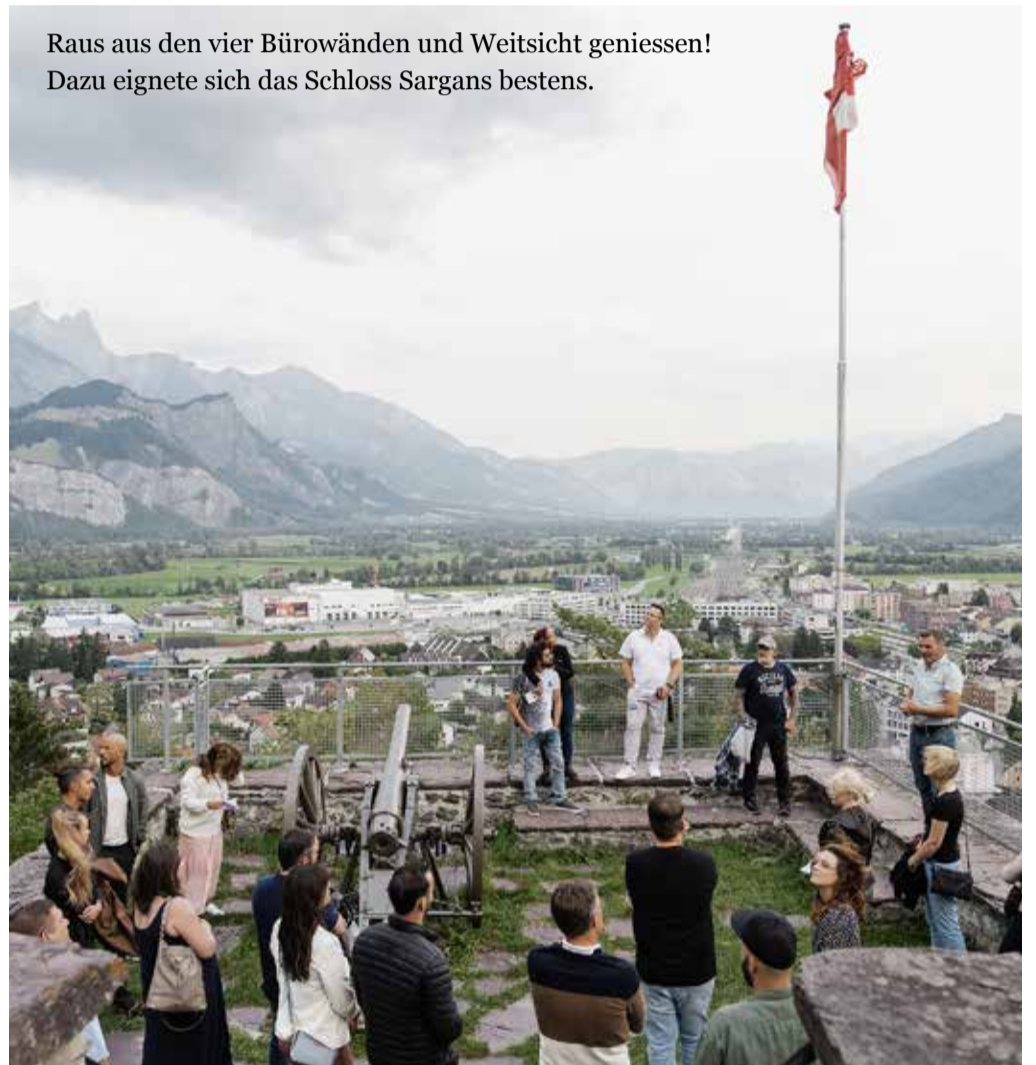 Raus aus den vier Bürowänden und Weitsicht geniessen!
Dazu eignete sich das Schloss Sargans bestens.